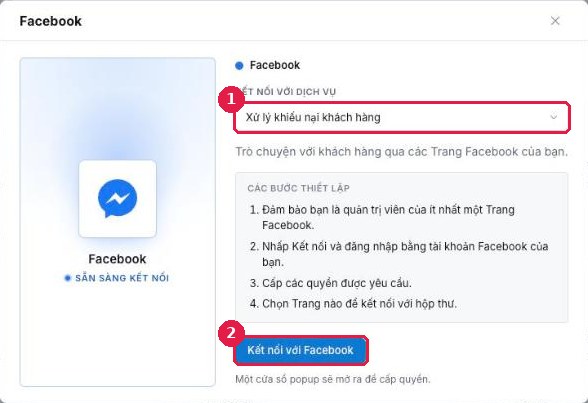 Facebook
Facebook
1
KẾT NỐI VỚI DỊCH VỤ
Xử lý khiếu nại khách hàng
Trò chuyện với khách hàng qua các Trang Facebook của bạn.
CÁC BƯỚC THIẾT LẬP
1. Đảm bảo bạn là quản trị viên của ít nhất một Trang
Facebook.
2. Nhấp Kết nối và đăng nhập bằng tài khoản Facebook của
bạn.
3. Cấp các quyền được yêu cầu.
4. Chọn Trang nào để kết nối với hộp thư.
Facebook
SẴN SÀNG KẾT NỐI
2
Kết nối với Facebook
Một cửa sổ popup sẽ mở ra để cấp quyền.